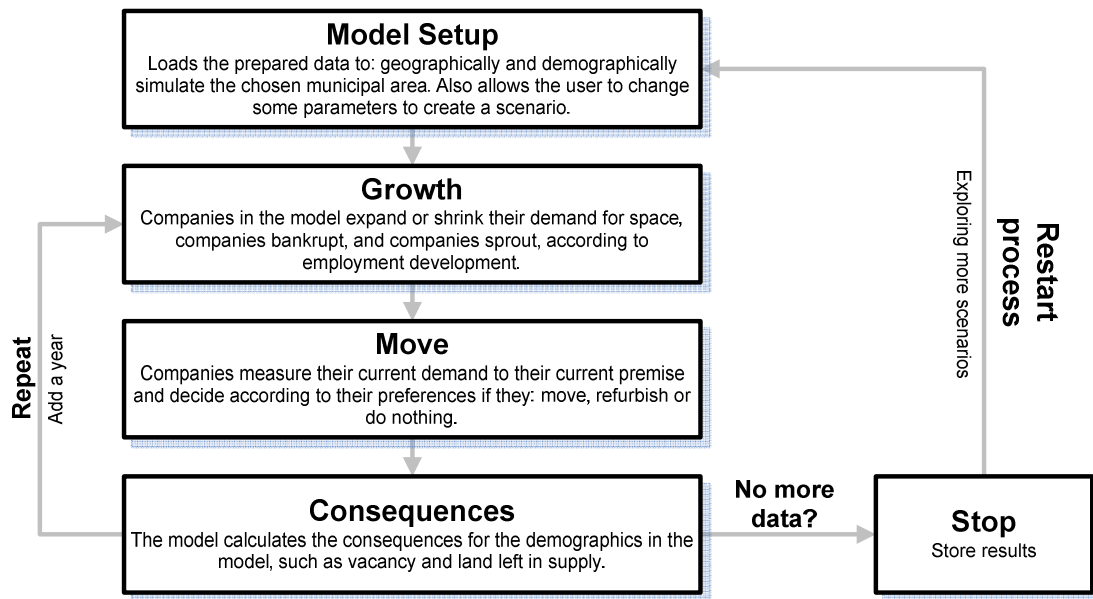 Model Setup
Loads the prepared data to: geographically and demographically
simulate the chosen municipal area. Also allows the user to change
some parameters to create a scenario.
Growth
Companies in the model expand or shrink their demand for space,
companies bankrupt, and companies sprout, according to
employment development.
Move
Companies measure their current demand to their current premise
and decide according to their preferences if they: move, refurbish or
do nothing.
Consequences
The model calculates the consequences for the demographics in the
model, such as vacancy and land left in supply.
Repeat
Add a year
No more
data?
Stop
Store results
Restart
process
Exploring more scenarios